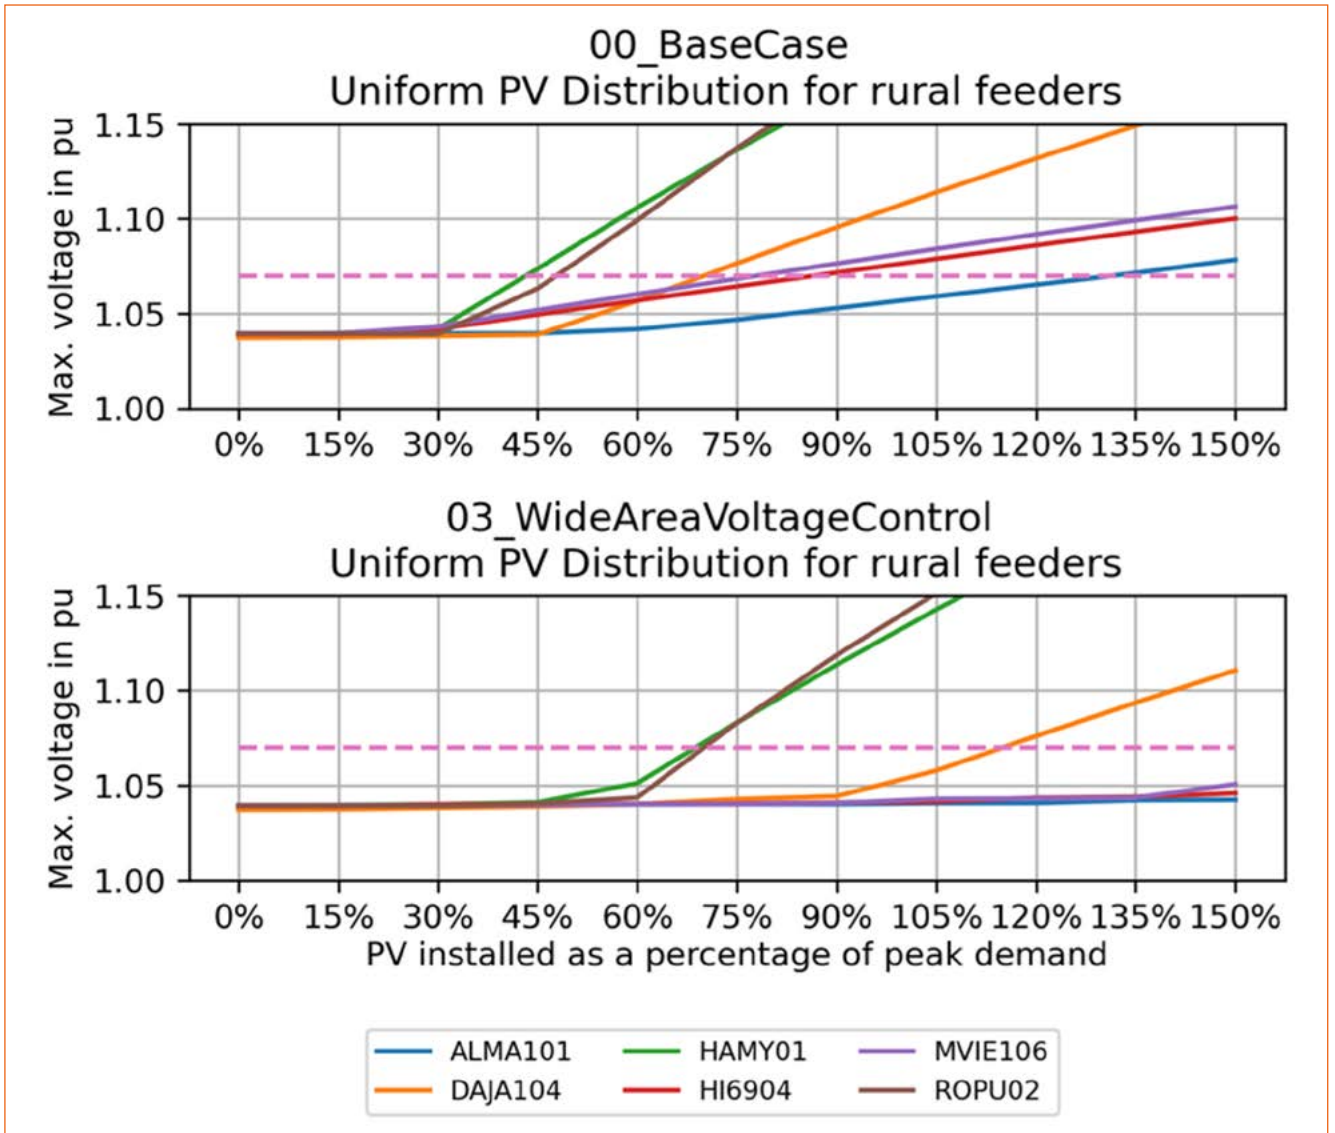 00_BaseCase
Uniform PV Distribution for rural feeders
Max. voltage in pu
1.15
1.10
1.05
1.00
0% 15% 30% 45% 60% 75% 90% 105% 120% 135% 150%
03_WideAreaVoltageControl
Uniform PV Distribution for rural feeders
Max. voltage in pu
1.15
1.10
1.05
1.00
0% 15% 30% 45% 60% 75% 90% 105% 120% 135% 150%
PV installed as a percentage of peak demand
ALMA101 HAMY01 MVIE106
DAJA104 HI6904 ROPU02